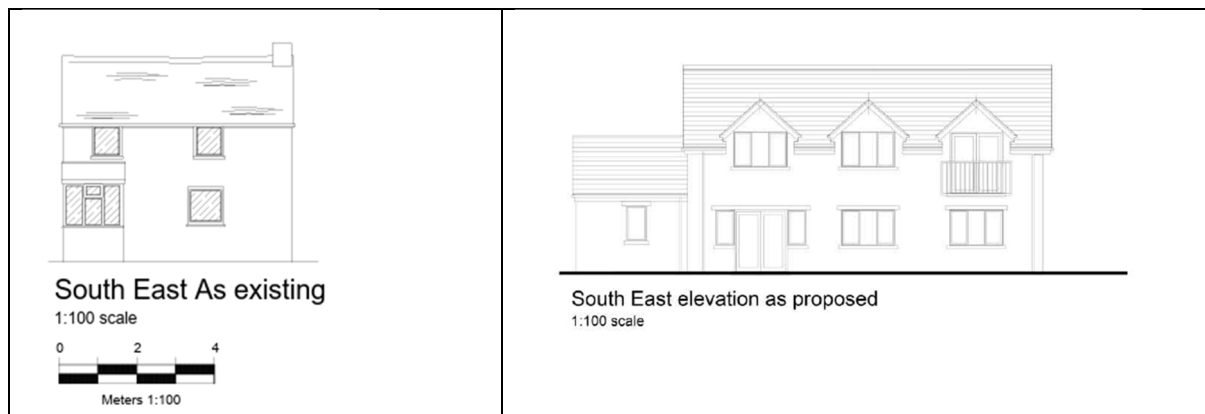 South East As existing
1:100 scale
0 2 4
Meters 1:100
South East elevation as proposed
1:100 scale